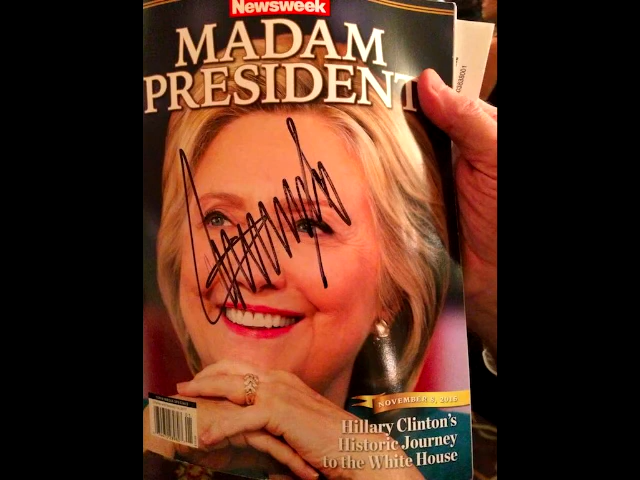 Newsweek
MADAM
PRESIDENT
NOVEMBER 8, 2016
Hillary Clinton's
Historic Journey
to the White House